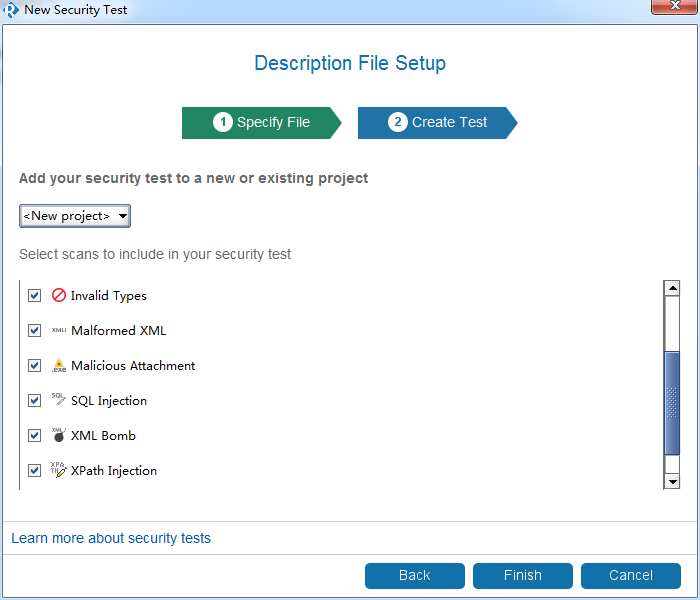 New Security Test
Description File Setup
1 Specify File
2 Create Test
Add your security test to a new or existing project
<New project>
Select scans to include in your security test
Invalid Types
XML! Malformed XML
.exe Malicious Attachment
SQL SQL Injection
XML XML Bomb
XPA
TH XPath Injection
Learn more about security tests
Back Finish Cancel